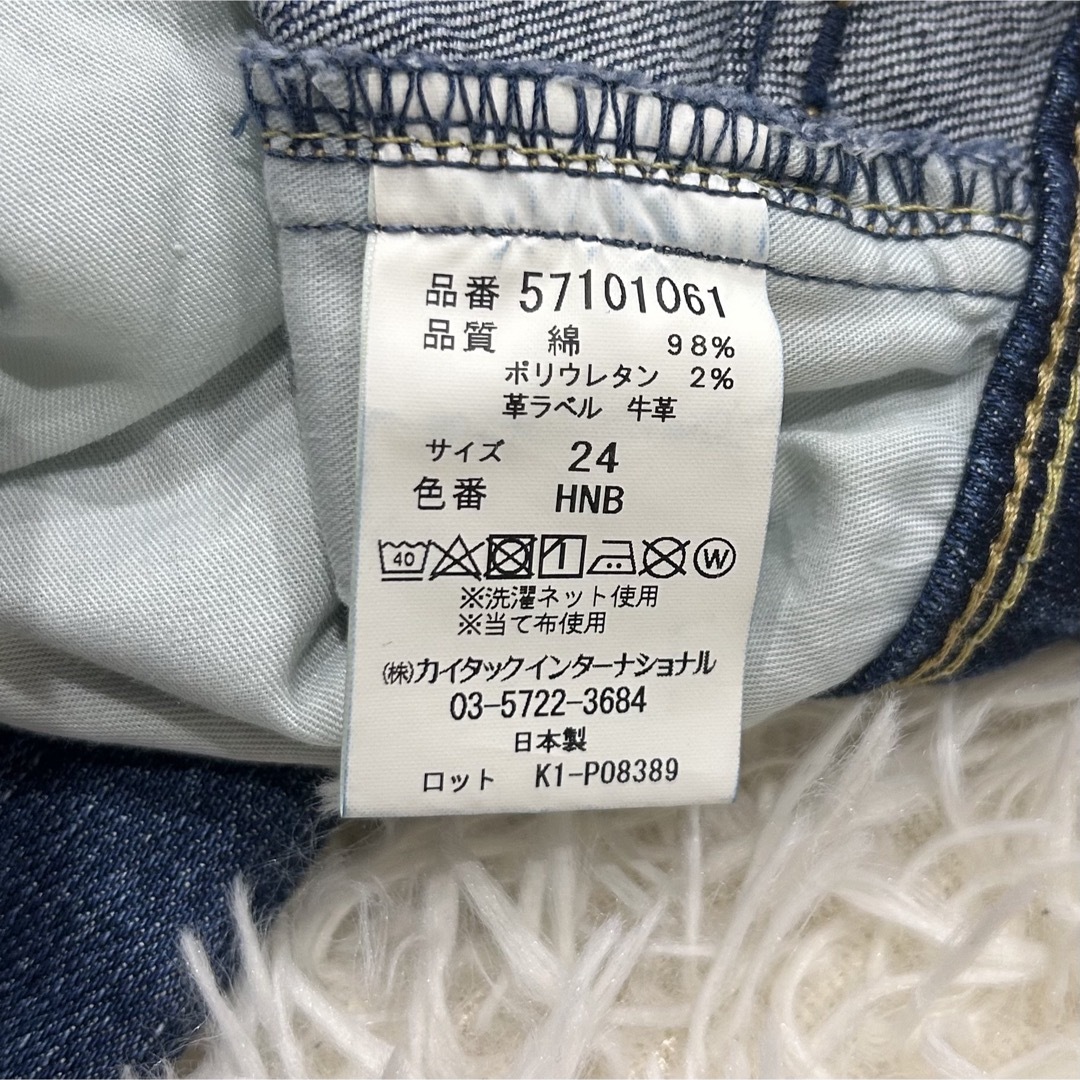 品番 57101061
品質 綿 98%
ポリウレタン 2%
革ラベル 牛革
サイズ 24
色番 HNB
40 W
※洗濯ネット使用
※当て布使用
(株)カイタックインターナショナル
03-5722-3684
日本製
ロット K1-P08389